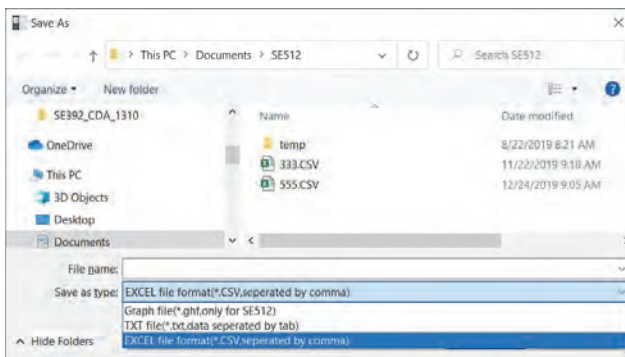 Save As
This PC > Documents > SE512
Search SE512
Organize
New folder
SE392_CDA_1310
Name
Date modified
OneDrive
temp
8/22/2019 8:21 AM
This PC
333.CSV
11/22/2019 9:18 AM
3D Objects
555.CSV
12/24/2019 9:05 AM
Desktop
Documents
File name:
Save as type: EXCEL file format(*.CSV,seperated by comma)
Graph file(*.ghf,only for SE512)
TXT file(*.txt,data seperated by tab)
Hide Folders
EXCEL file format(*.CSV,seperated by comma)